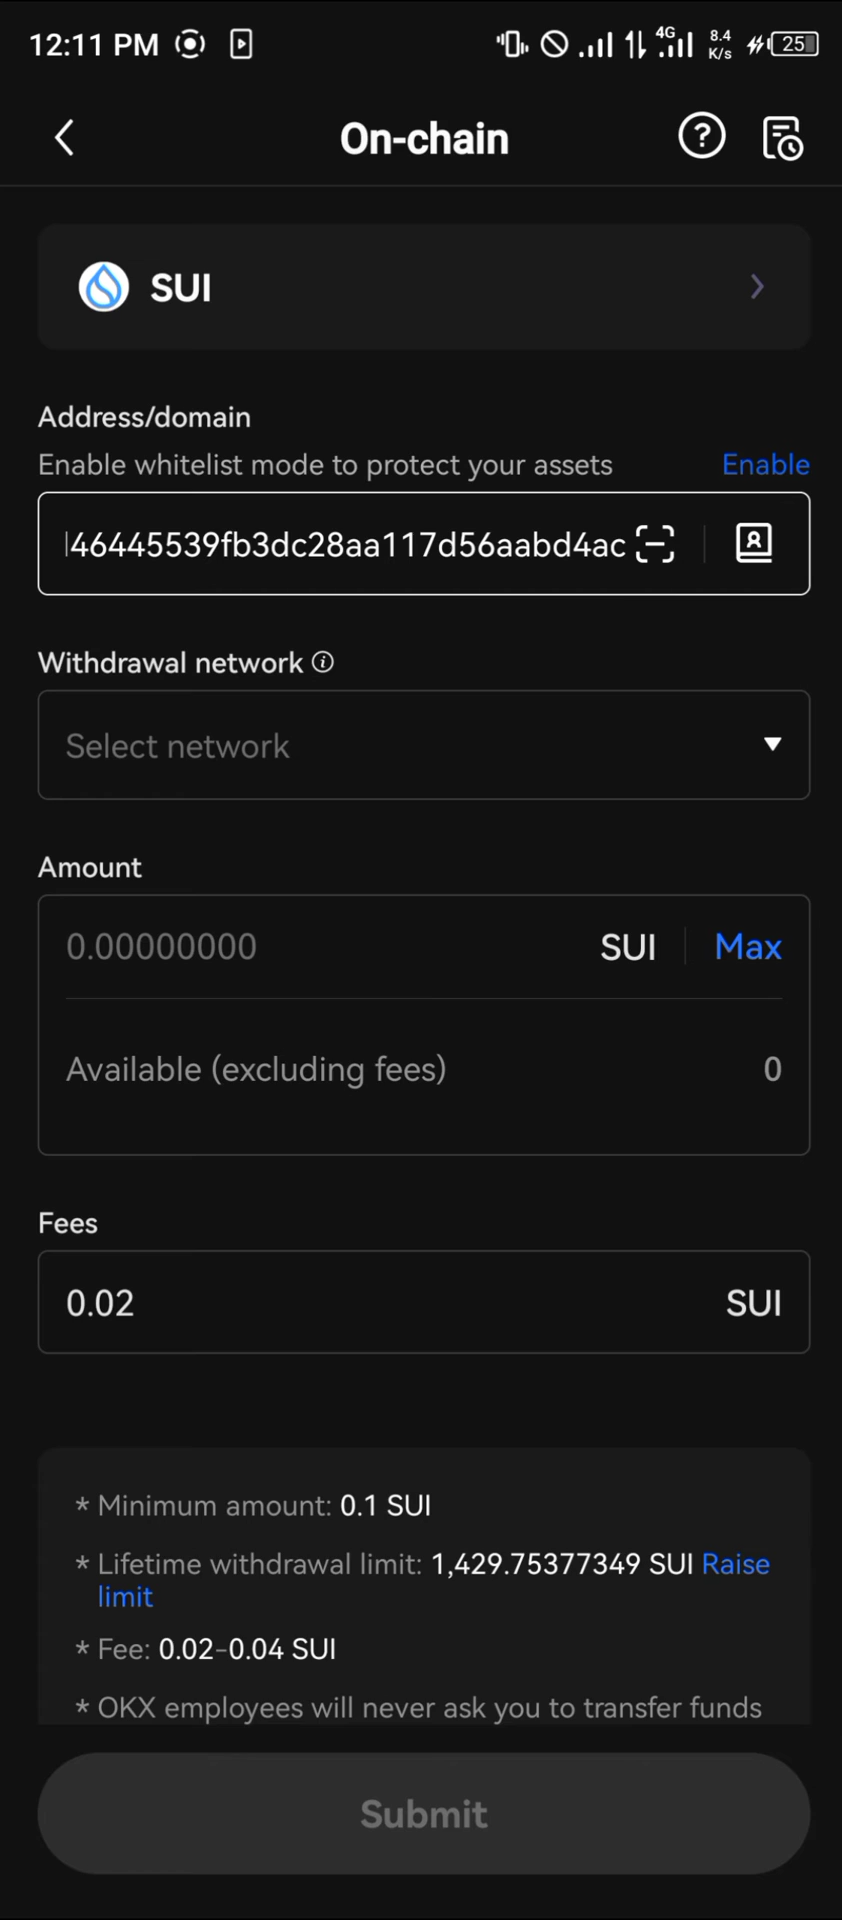 12:11 PM 4G 8.4 K/s 25
On-chain
SUI
Address/domain
Enable whitelist mode to protect your assets Enable
46445539fb3dc28aa117d56aabd4ac
Withdrawal network
Select network
Amount
0.00000000 SUI Max
Available (excluding fees) 0
Fees
0.02 SUI
* Minimum amount: 0.1 SUI
* Lifetime withdrawal limit: 1,429.75377349 SUI Raise
limit
* Fee: 0.02-0.04 SUI
* OKX employees will never ask you to transfer funds
Submit